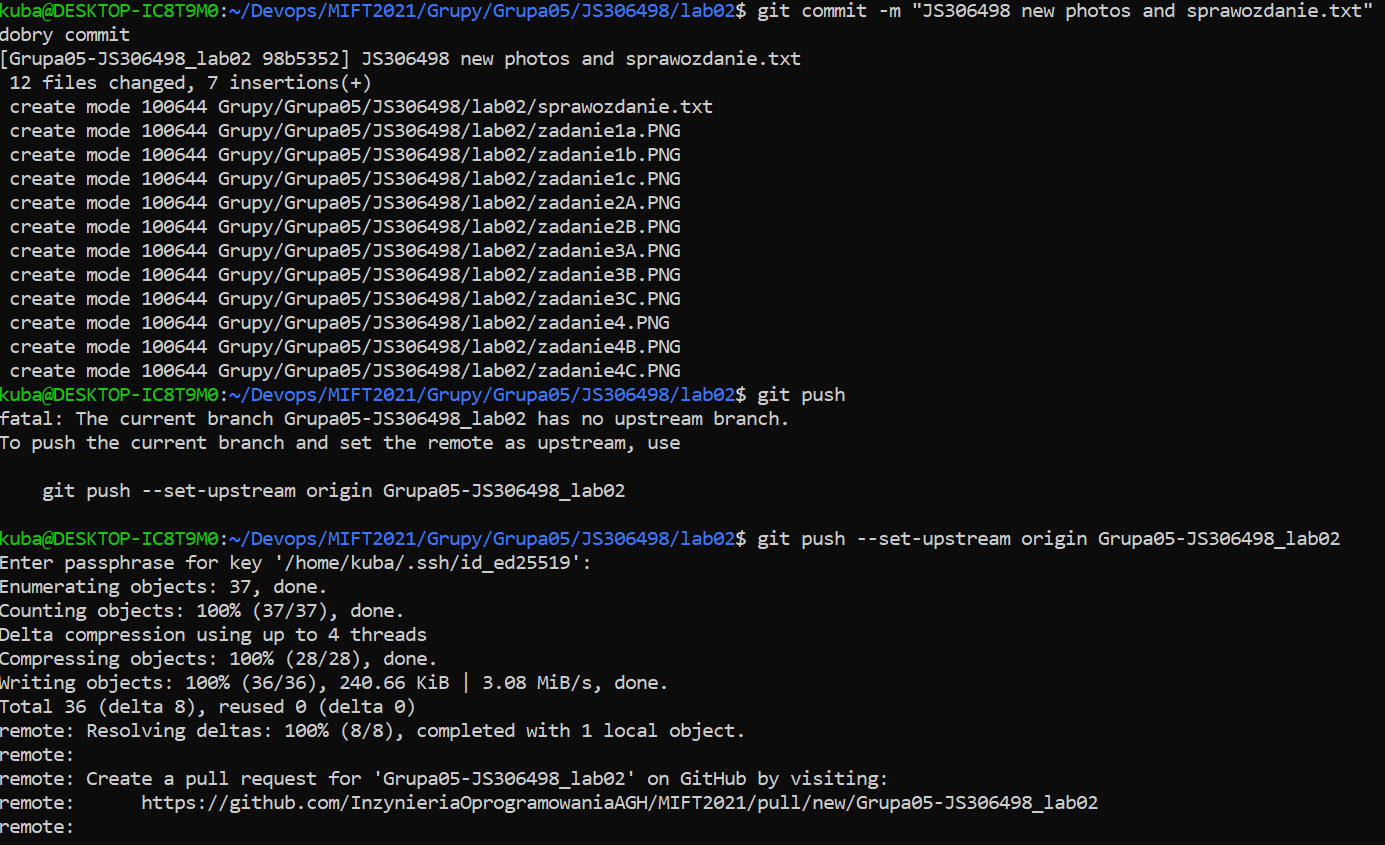 kuba@DESKTOP-IC8T9M0:~/Devops/MIFT2021/Grupy/Grupa05/JS306498/lab02$ git commit -m "JS306498 new photos and sprawozdanie.txt"
dobry commit
[Grupa05-JS306498_lab02 98b5352] JS306498 new photos and sprawozdanie.txt
 12 files changed, 7 insertions(+)
 create mode 100644 Grupy/Grupa05/JS306498/lab02/sprawozdanie.txt
 create mode 100644 Grupy/Grupa05/JS306498/lab02/zadanie1a.PNG
 create mode 100644 Grupy/Grupa05/JS306498/lab02/zadanie1b.PNG
 create mode 100644 Grupy/Grupa05/JS306498/lab02/zadanie1c.PNG
 create mode 100644 Grupy/Grupa05/JS306498/lab02/zadanie2A.PNG
 create mode 100644 Grupy/Grupa05/JS306498/lab02/zadanie2B.PNG
 create mode 100644 Grupy/Grupa05/JS306498/lab02/zadanie3A.PNG
 create mode 100644 Grupy/Grupa05/JS306498/lab02/zadanie3B.PNG
 create mode 100644 Grupy/Grupa05/JS306498/lab02/zadanie3C.PNG
 create mode 100644 Grupy/Grupa05/JS306498/lab02/zadanie4.PNG
 create mode 100644 Grupy/Grupa05/JS306498/lab02/zadanie4B.PNG
 create mode 100644 Grupy/Grupa05/JS306498/lab02/zadanie4C.PNG
kuba@DESKTOP-IC8T9M0:~/Devops/MIFT2021/Grupy/Grupa05/JS306498/lab02$ git push
fatal: The current branch Grupa05-JS306498_lab02 has no upstream branch.
To push the current branch and set the remote as upstream, use
    git push --set-upstream origin Grupa05-JS306498_lab02
kuba@DESKTOP-IC8T9M0:~/Devops/MIFT2021/Grupy/Grupa05/JS306498/lab02$ git push --set-upstream origin Grupa05-JS306498_lab02
Enter passphrase for key '/home/kuba/.ssh/id_ed25519':
Enumerating objects: 37, done.
Counting objects: 100% (37/37), done.
Delta compression using up to 4 threads
Compressing objects: 100% (28/28), done.
Writing objects: 100% (36/36), 240.66 KiB | 3.08 MiB/s, done.
Total 36 (delta 8), reused 0 (delta 0)
remote: Resolving deltas: 100% (8/8), completed with 1 local object.
remote:
remote: Create a pull request for 'Grupa05-JS306498_lab02' on GitHub by visiting:
remote:      https://github.com/InzynieriaOprogramowaniaAGH/MIFT2021/pull/new/Grupa05-JS306498_lab02
remote: